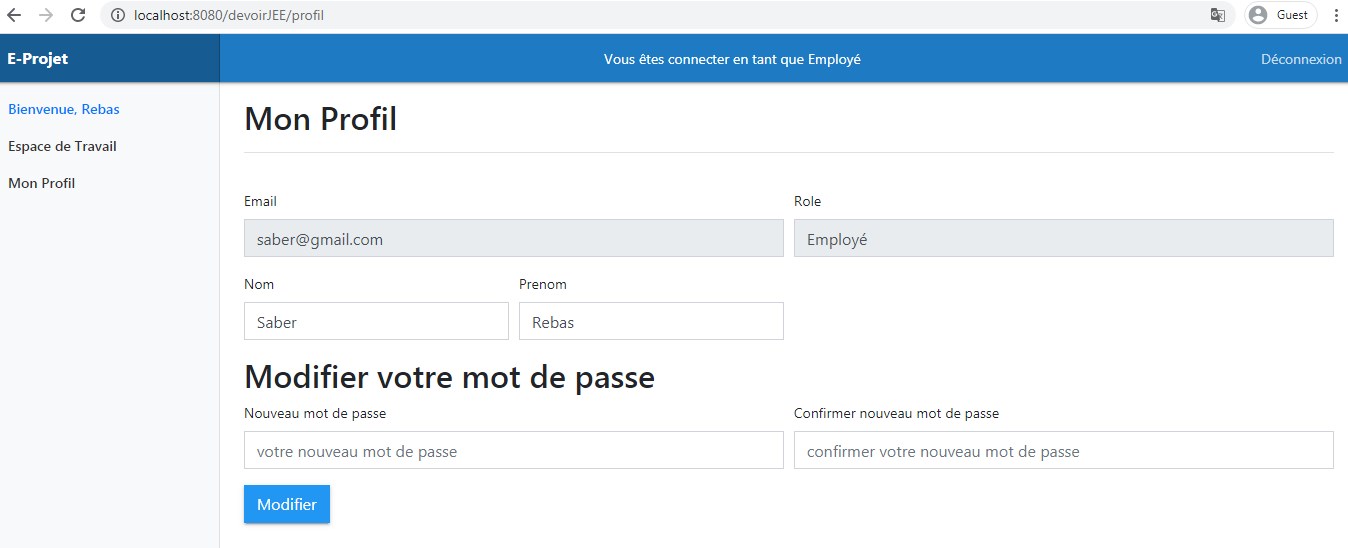 localhost:8080/devoirJEE/profil
Guest
E-Projet
Vous êtes connecter en tant que Employé
Déconnexion
Bienvenue, Rebas
Espace de Travail
Mon Profil
Mon Profil
Email
Role
saber@gmail.com
Employé
Nom
Prenom
Saber
Rebas
Modifier votre mot de passe
Nouveau mot de passe
Confirmer nouveau mot de passe
votre nouveau mot de passe
confirmer votre nouveau mot de passe
Modifier